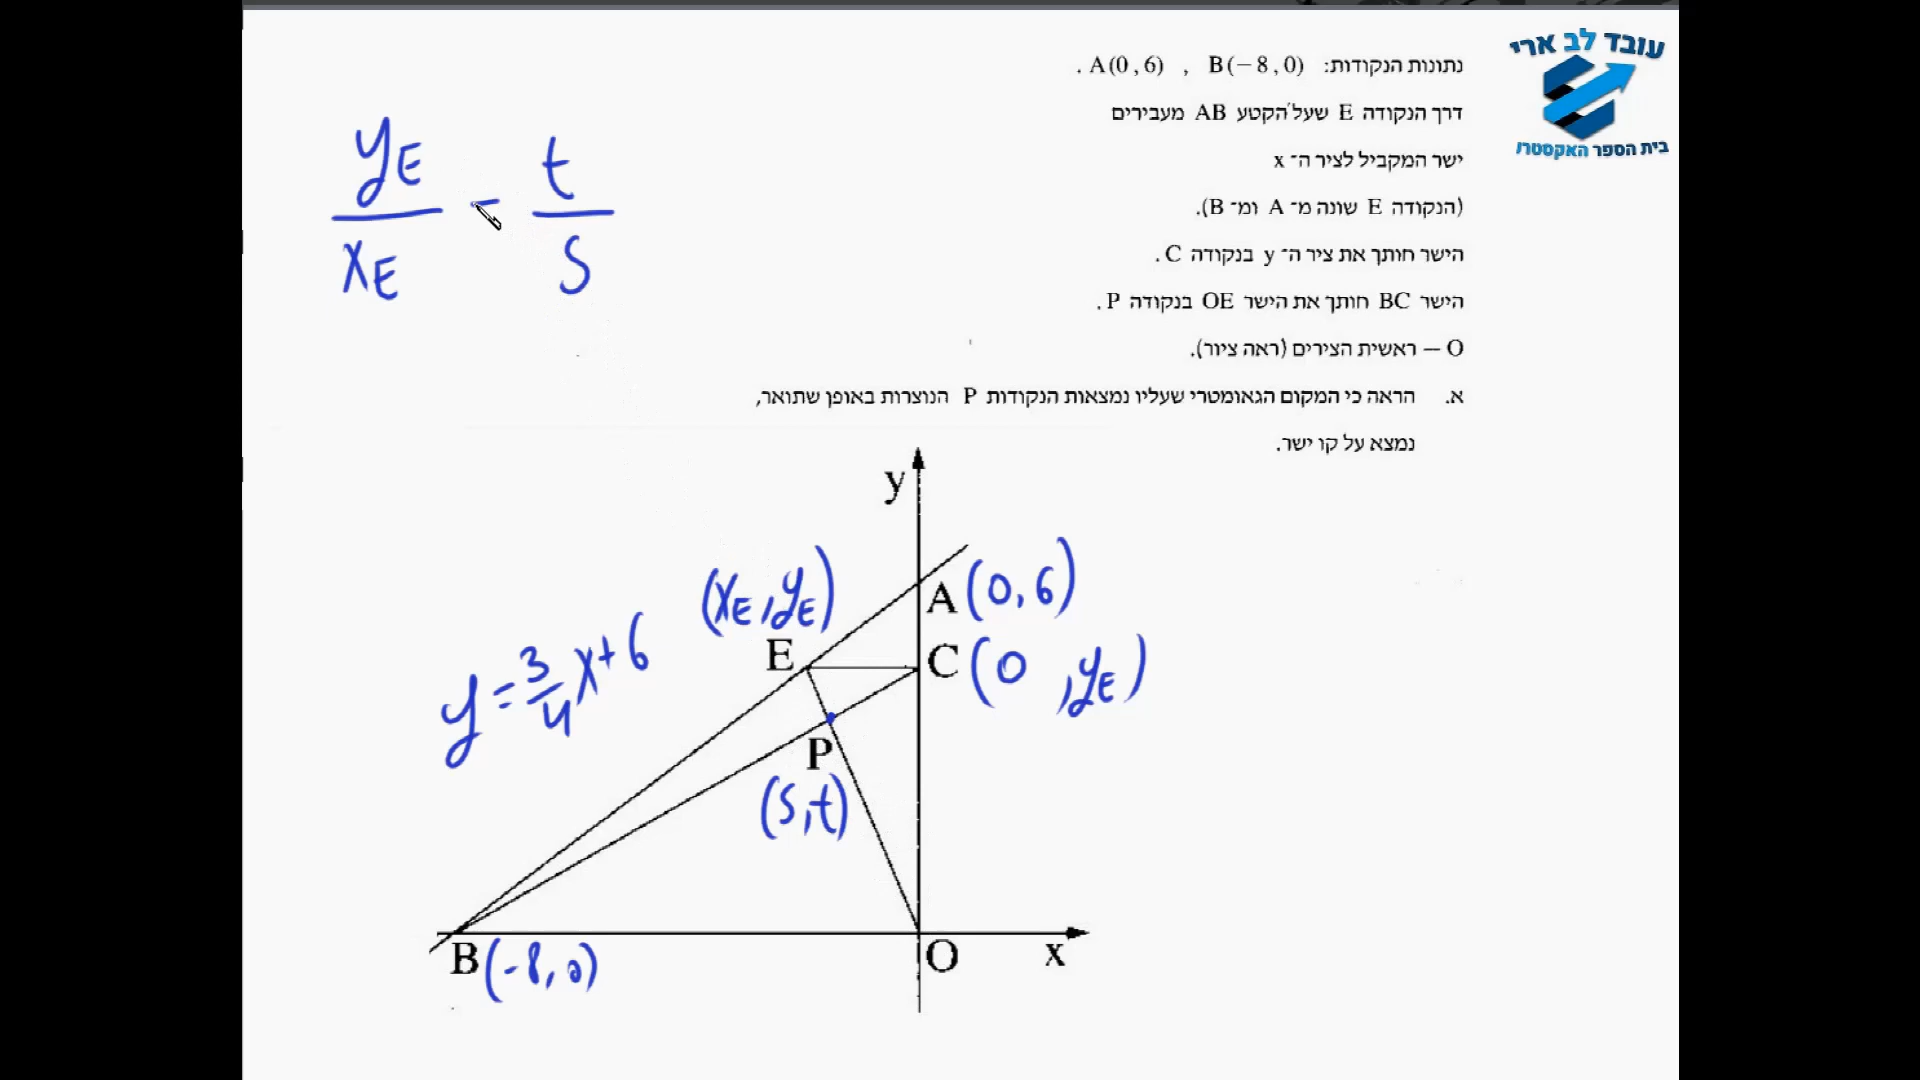 עובד לב ארי
בית הספר האקסטרני
נתונות הנקודות: A(0, 6) , B(−8, 0) .
דרך הנקודה E שעל הקטע AB מעבירים
ישר המקביל לציר ה־ x
(הנקודה E שונה מ־ A ומ־ B).
הישר חותך את ציר ה־ y בנקודה C .
הישר BC חותך את הישר OE בנקודה P .
O — ראשית הצירים (ראה ציור).
א. הראה כי המקום הגאומטרי שעליו נמצאות הנקודות P הנוצרות באופן שתואר,
נמצא על קו ישר.
yE/xE = t/s
y
(xE, yE)
A (0, 6)
y = 3/4 x + 6
E
C (0, yE)
P
(s, t)
B (-8, 0)
O
x